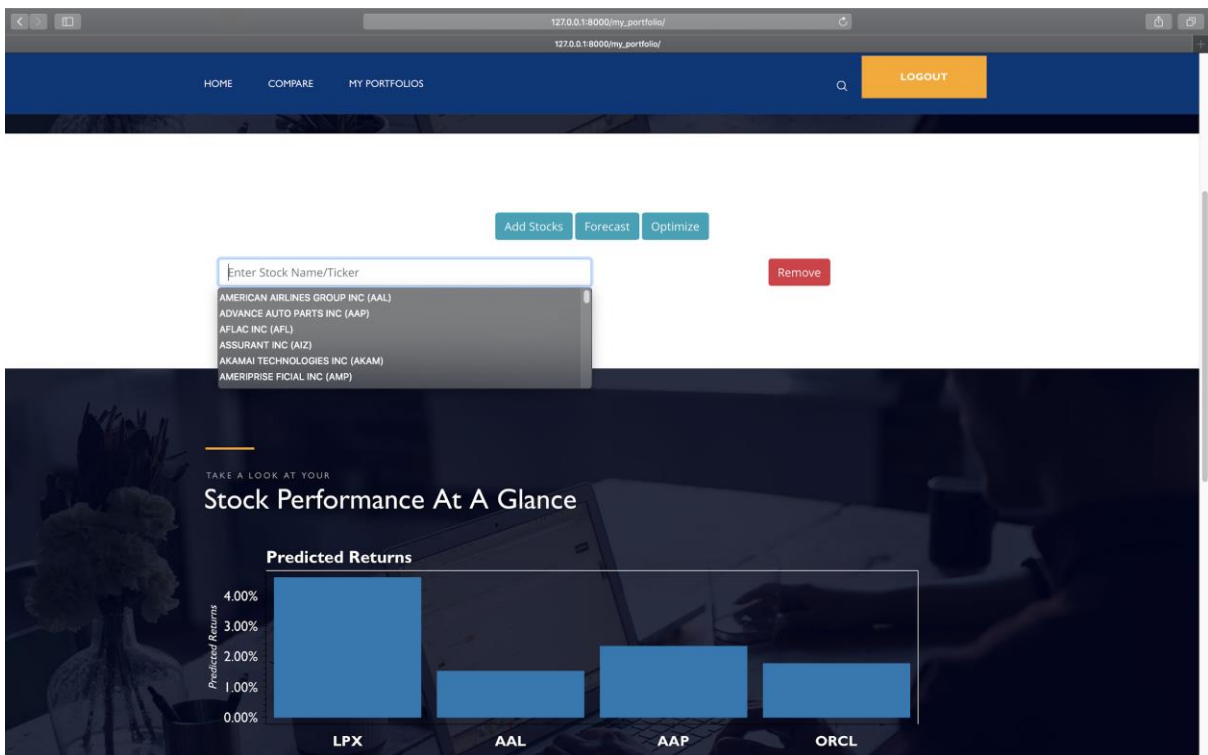 127.0.0.1:8000/my_portfolio/
127.0.0.1:8000/my_portfolio/
HOME COMPARE MY PORTFOLIOS LOGOUT
Add Stocks Forecast Optimize
Enter Stock Name/Ticker Remove
AMERICAN AIRLINES GROUP INC (AAL)
ADVANCE AUTO PARTS INC (AAP)
AFLAC INC (AFL)
ASSURANT INC (AIZ)
AKAMAI TECHNOLOGIES INC (AKAM)
AMERIPRISE FICIAL INC (AMP)
TAKE A LOOK AT YOUR
Stock Performance At A Glance
Predicted Returns
Predicted Returns
4.00%
3.00%
2.00%
1.00%
0.00%
LPX AAL AAP ORCL